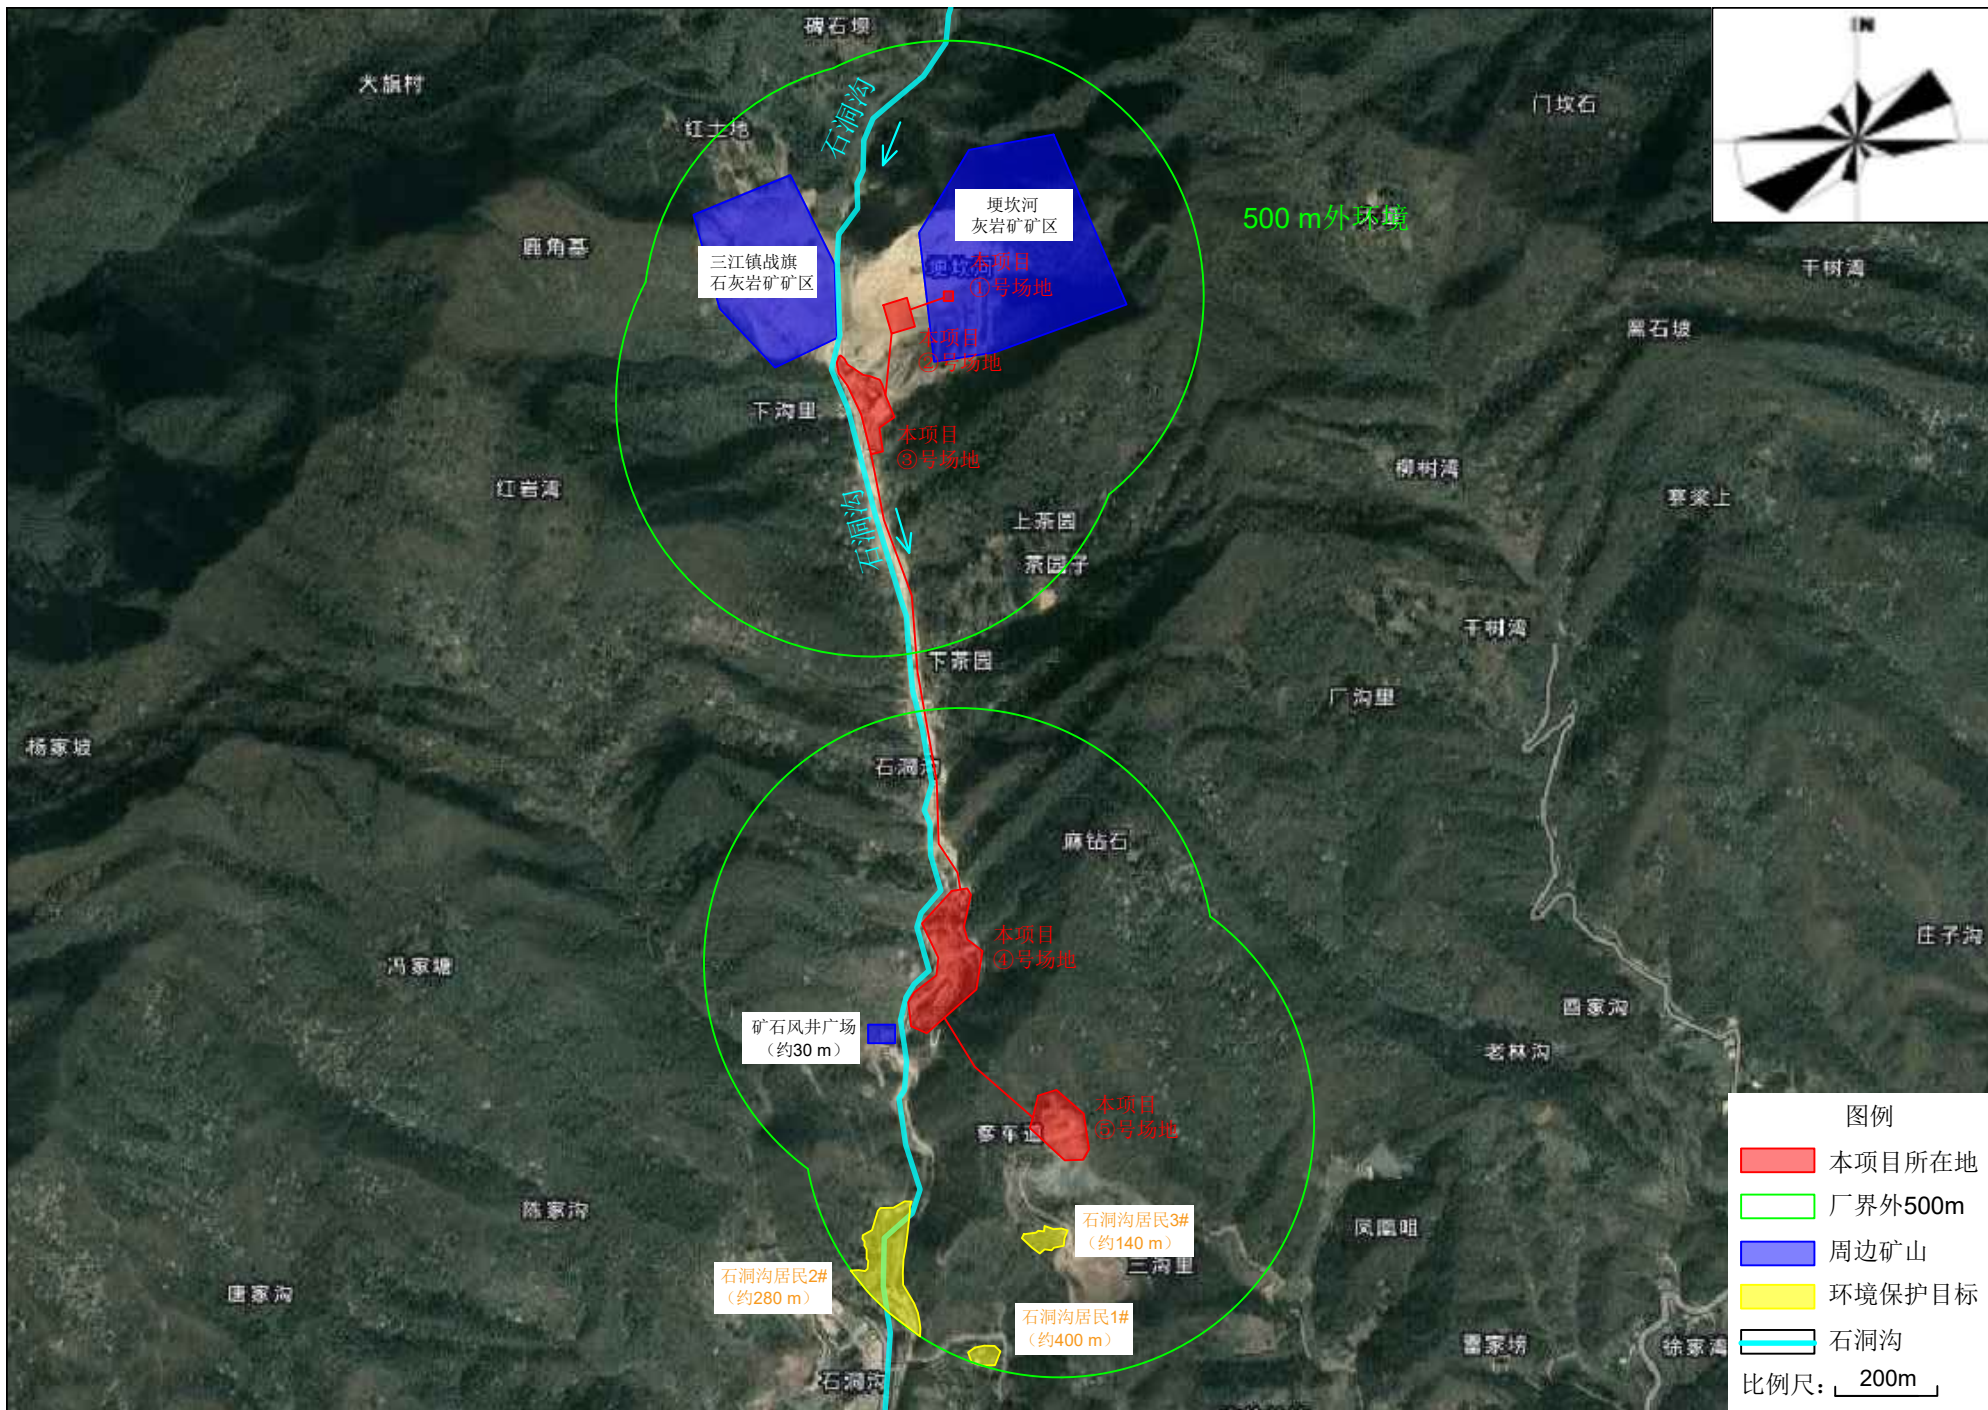 碑石坝
N
大旗村
门坎石
石洞沟
红土地
埂坎河
灰岩矿矿区
500 m外环境
鹿角基
三江镇战旗
石灰岩矿矿区
埂坎河
本项目
①号场地
干树湾
本项目
②号场地
黑石坡
下沟里
本项目
③号场地
柳树湾
红岩湾
寨梁上
石洞沟
上茶园
茶园子
干树湾
下茶园
厂沟里
杨家坡
石洞沟
麻钻石
本项目
④号场地
庄子沟
冯家塘
矿石风井广场
（约30 m）
老林沟
本项目
⑤号场地
陈家沟
石洞沟居民3#
（约140 m）
凤凰咀
三沟里
石洞沟居民2#
（约280 m）
唐家沟
石洞沟居民1#
（约400 m）
雷家塝
徐家湾
石洞沟
图例
本项目所在地
厂界外500m
周边矿山
环境保护目标
石洞沟
比例尺：200m